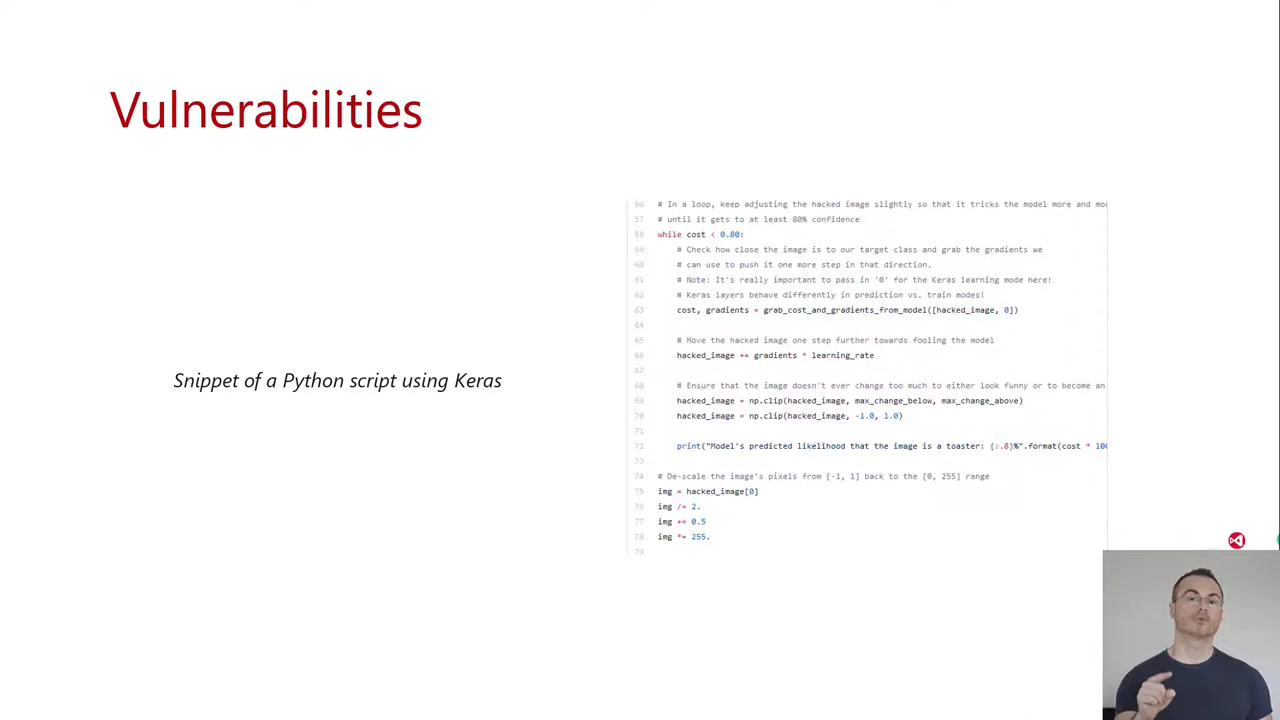 Vulnerabilities
Snippet of a Python script using Keras
56 # In a loop, keep adjusting the hacked image slightly so that it tricks the model more and
57 # until it gets to at least 80% confidence
58 while cost < 0.80:
59 # Check how close the image is to our target class and grab the gradients we
60 # can use to push it one more step in that direction.
61 # Note: It's really important to pass in '0' for the Keras learning mode here!
62 # Keras layers behave differently in prediction vs. train modes!
63 cost, gradients = grab_cost_and_gradients_from_model([hacked_image, 0])
64
65 # Move the hacked image one step further towards fooling the model
66 hacked_image += gradients * learning_rate
67
68 # Ensure that the image doesn't ever change too much to either look funny or to become an
69 hacked_image = np.clip(hacked_image, max_change_below, max_change_above)
70 hacked_image = np.clip(hacked_image, -1.0, 1.0)
71
72 print("Model's predicted likelihood that the image is a toaster: {:.8}%".format(cost * 100
73
74 # De-scale the image's pixels from [-1, 1] back to the [0, 255] range
75 img = hacked_image[0]
76 img /= 2.
77 img += 0.5
78 img *= 255.
79